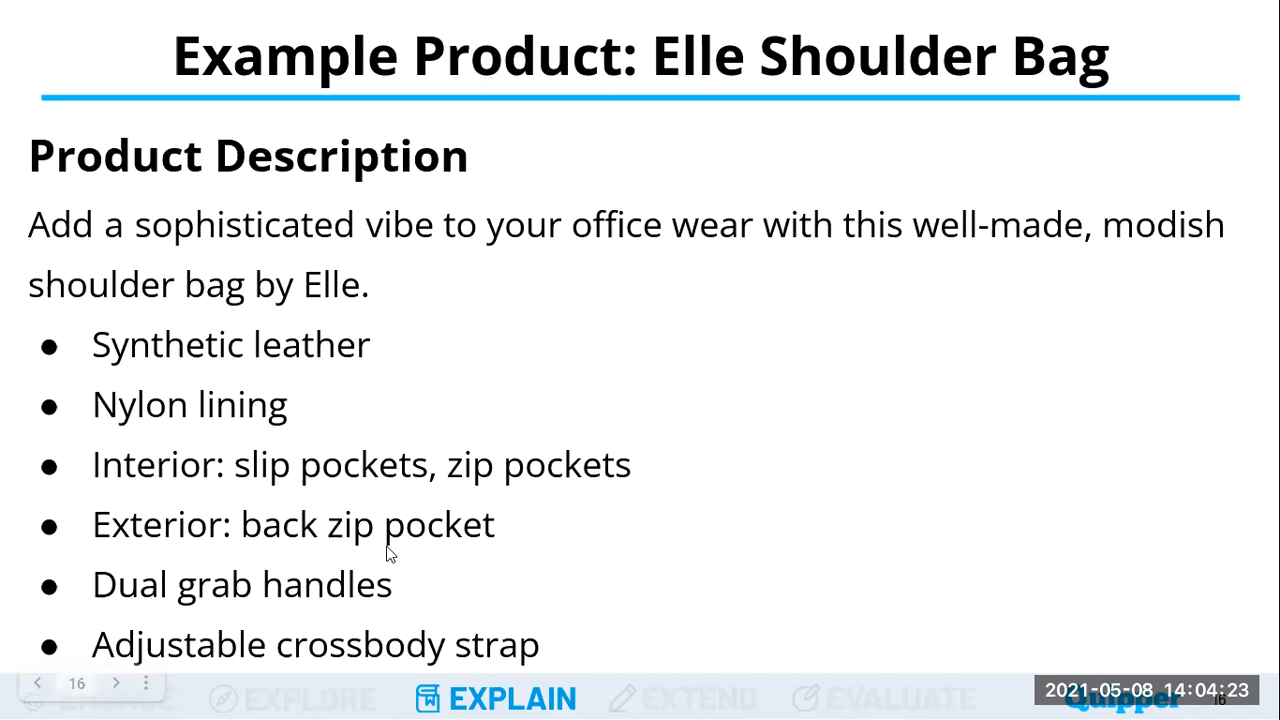 Example Product: Elle Shoulder Bag
Product Description
Add a sophisticated vibe to your office wear with this well-made, modish
shoulder bag by Elle.
● Synthetic leather
● Nylon lining
● Interior: slip pockets, zip pockets
● Exterior: back zip pocket
● Dual grab handles
● Adjustable crossbody strap
16
EXPLORE
EXPLAIN
EXTEND
EVALUATE
Quipper
16
2021-05-08 14:04:23